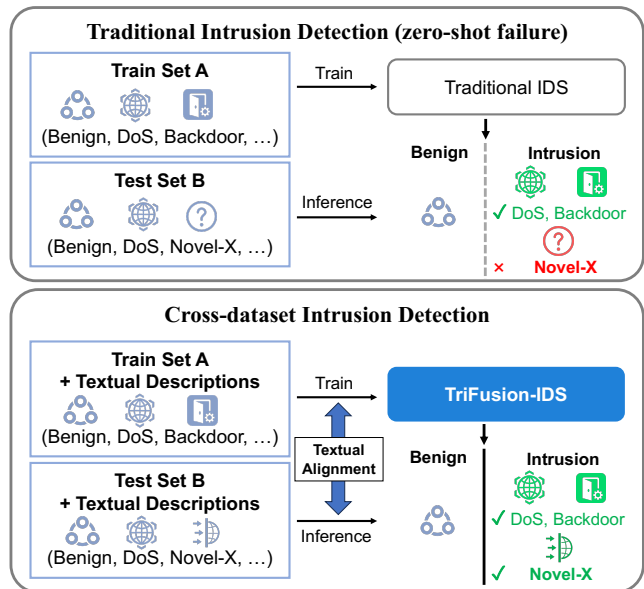 Traditional Intrusion Detection (zero-shot failure)
Train Set A
(Benign, DoS, Backdoor, …)
Train
Traditional IDS
Test Set B
?
(Benign, DoS, Novel-X, …)
Inference
Benign
Intrusion
✓ DoS, Backdoor
?
× Novel-X
Cross-dataset Intrusion Detection
Train Set A
+ Textual Descriptions
(Benign, DoS, Backdoor, …)
Train
TriFusion-IDS
Textual
Alignment
Test Set B
+ Textual Descriptions
(Benign, DoS, Novel-X, …)
Inference
Benign
Intrusion
✓ DoS, Backdoor
✓ Novel-X